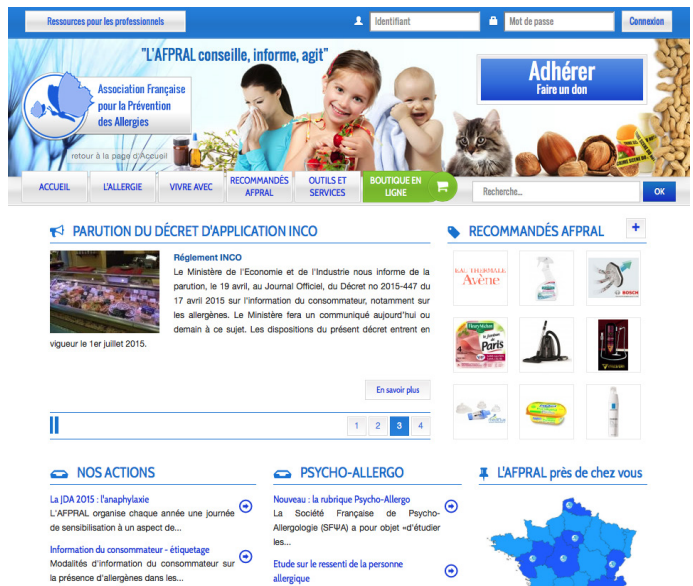 Ressources pour les professionnels
Identifiant
Mot de passe
Connexion
"L'AFPRAL conseille, informe, agit"
Association Française
pour la Prévention
des Allergies
retour à la page d'Accueil
Adhérer
Faire un don
ACCUEIL
L'ALLERGIE
VIVRE AVEC
RECOMMANDÉS
AFPRAL
OUTILS ET
SERVICES
BOUTIQUE EN
LIGNE
Recherche...
OK
PARUTION DU DÉCRET D'APPLICATION INCO
Réglement INCO
Le Ministère de l'Economie et de l'Industrie nous informe de la
parution, le 19 avril, au Journal Officiel, du Décret no 2015-447 du
17 avril 2015 sur l'information du consommateur, notamment sur
les allergènes. Le Ministère fera un communiqué aujourd'hui ou
demain à ce sujet. Les dispositions du présent décret entrent en
vigueur le 1er juillet 2015.
En savoir plus
1 2 3 4
RECOMMANDÉS AFPRAL
+
EAU THERMALE
Avène
BOSCH
Fleury Michon
Paris
NOS ACTIONS
La JDA 2015 : l'anaphylaxie
L'AFPRAL organise chaque année une journée
de sensibilisation à un aspect de...
Information du consommateur - étiquetage
Modalités d'information du consommateur sur
la présence d'allergènes dans les...
PSYCHO-ALLERGO
Nouveau : la rubrique Psycho-Allergo
La Société Française de Psycho-
Allergologie (SFΨA) a pour objet «d'étudier
les...
Etude sur le ressenti de la personne
allergique
L'AFPRAL près de chez vous